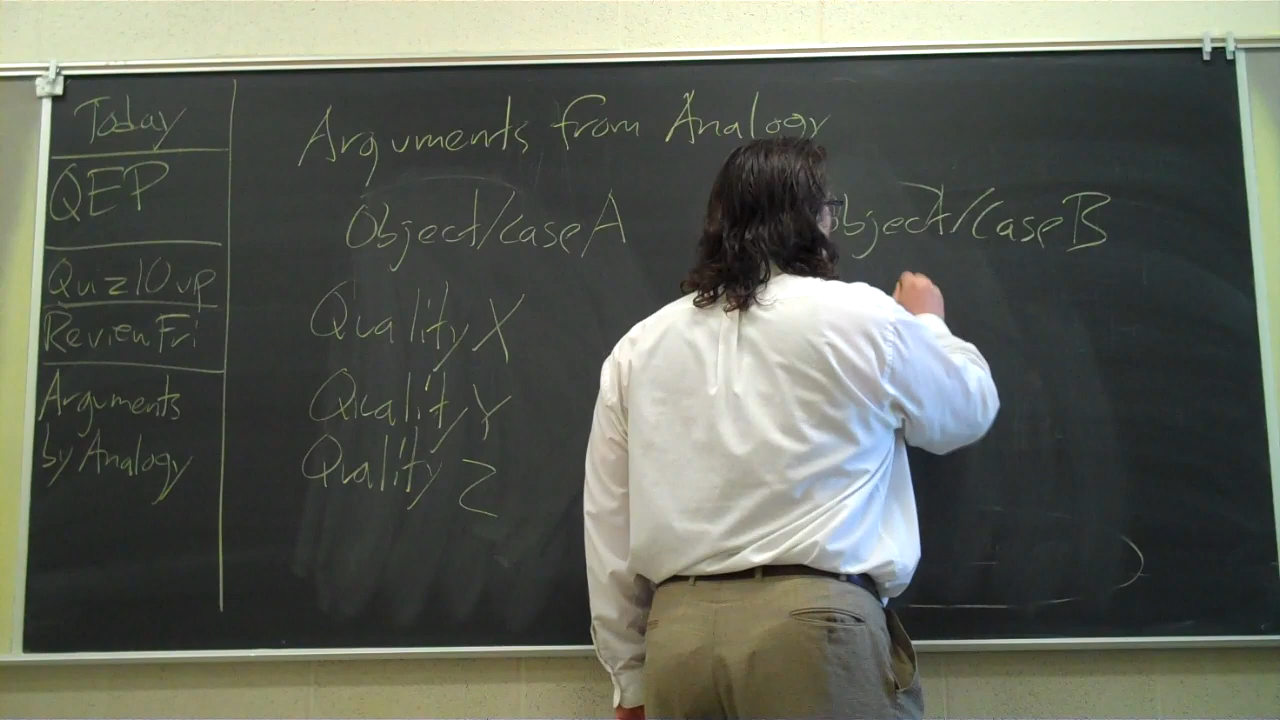 Today
QEP
Quiz 10 up
Review Fri
Arguments
by Analogy
Arguments from Analogy
Object/Case A
Object/Case B
Quality X
Quality Y
Quality Z